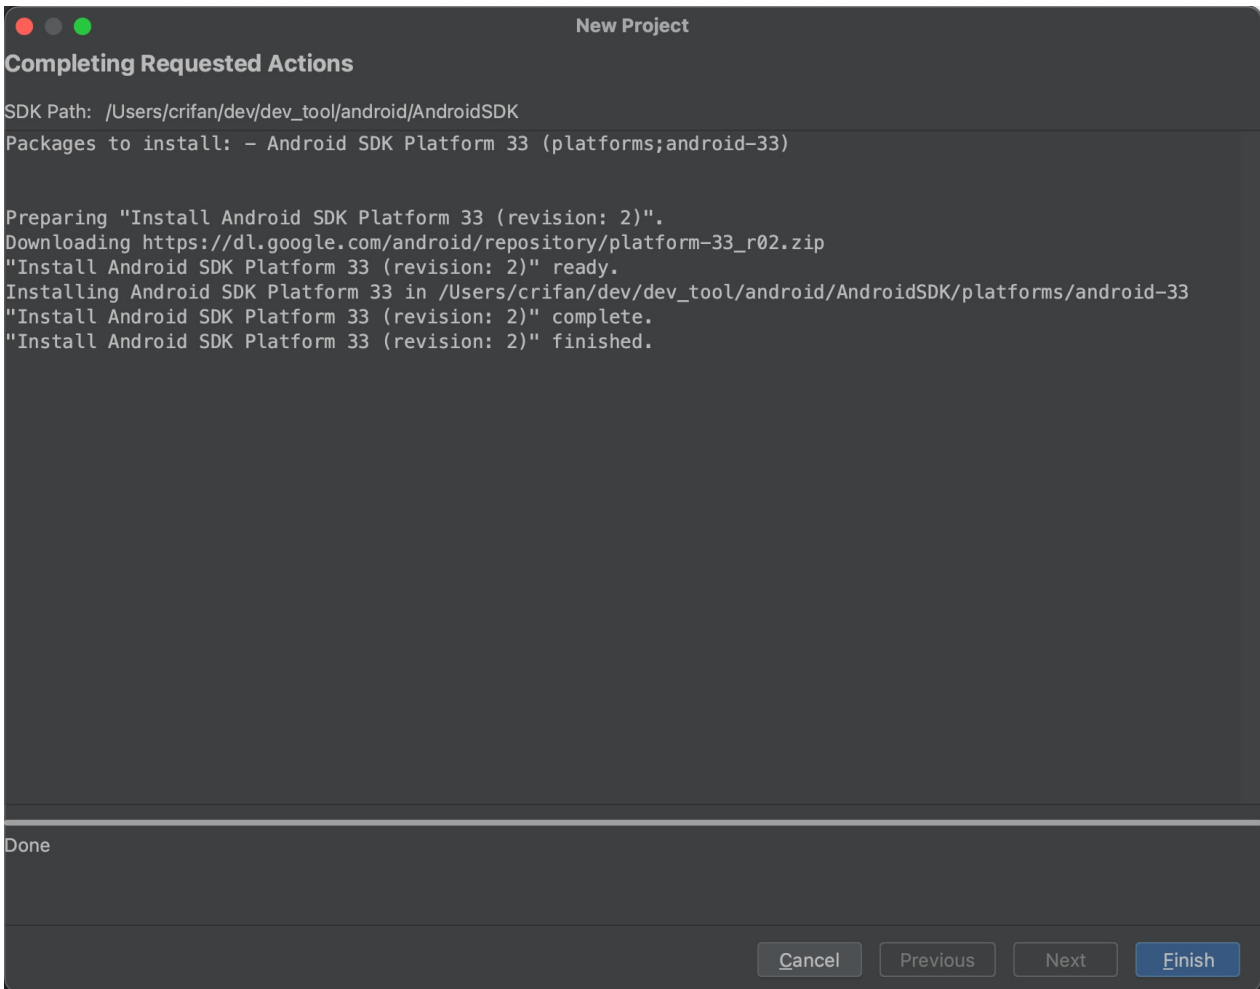 New Project
Completing Requested Actions
SDK Path: /Users/crifan/dev/dev_tool/android/AndroidSDK
Packages to install: - Android SDK Platform 33 (platforms;android-33)
Preparing "Install Android SDK Platform 33 (revision: 2)".
Downloading https://dl.google.com/android/repository/platform-33_r02.zip
"Install Android SDK Platform 33 (revision: 2)" ready.
Installing Android SDK Platform 33 in /Users/crifan/dev/dev_tool/android/AndroidSDK/platforms/android-33
"Install Android SDK Platform 33 (revision: 2)" complete.
"Install Android SDK Platform 33 (revision: 2)" finished.
Done
Cancel Previous Next Finish